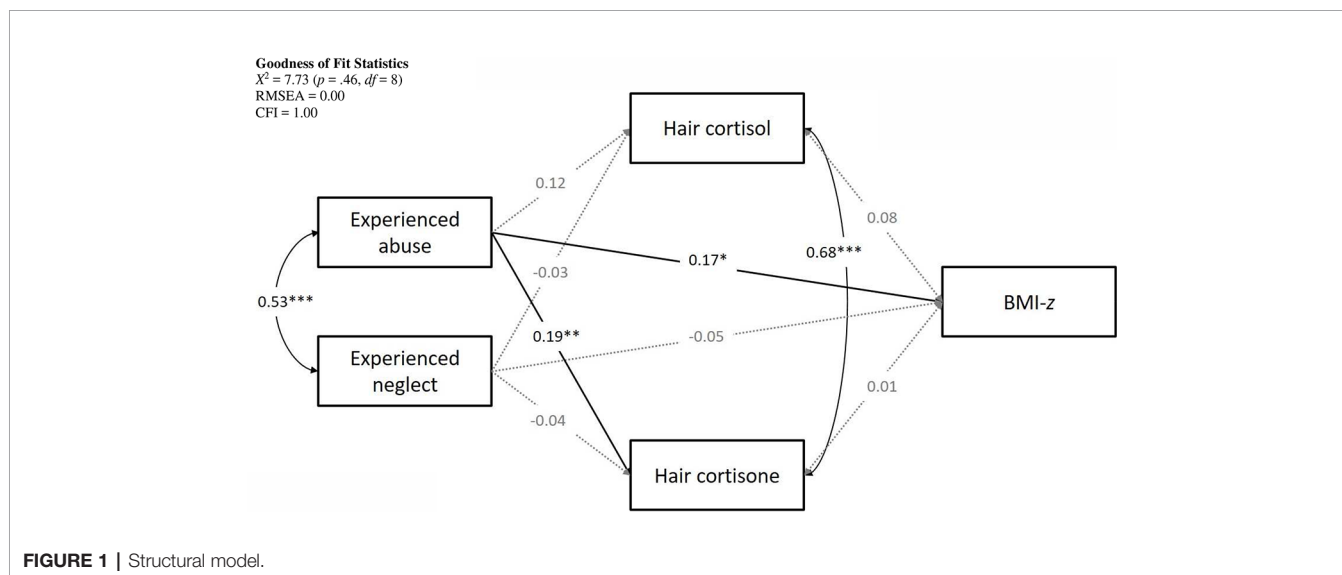 Goodness of Fit Statistics
X² = 7.73 (p = .46, df = 8)
RMSEA = 0.00
CFI = 1.00
Hair cortisol
0.12
Experienced
abuse
0.08
0.17*
0.68***
-0.03
0.53***
BMI-z
0.19**
-0.05
Experienced
neglect
0.01
-0.04
Hair cortisone
FIGURE 1 | Structural model.